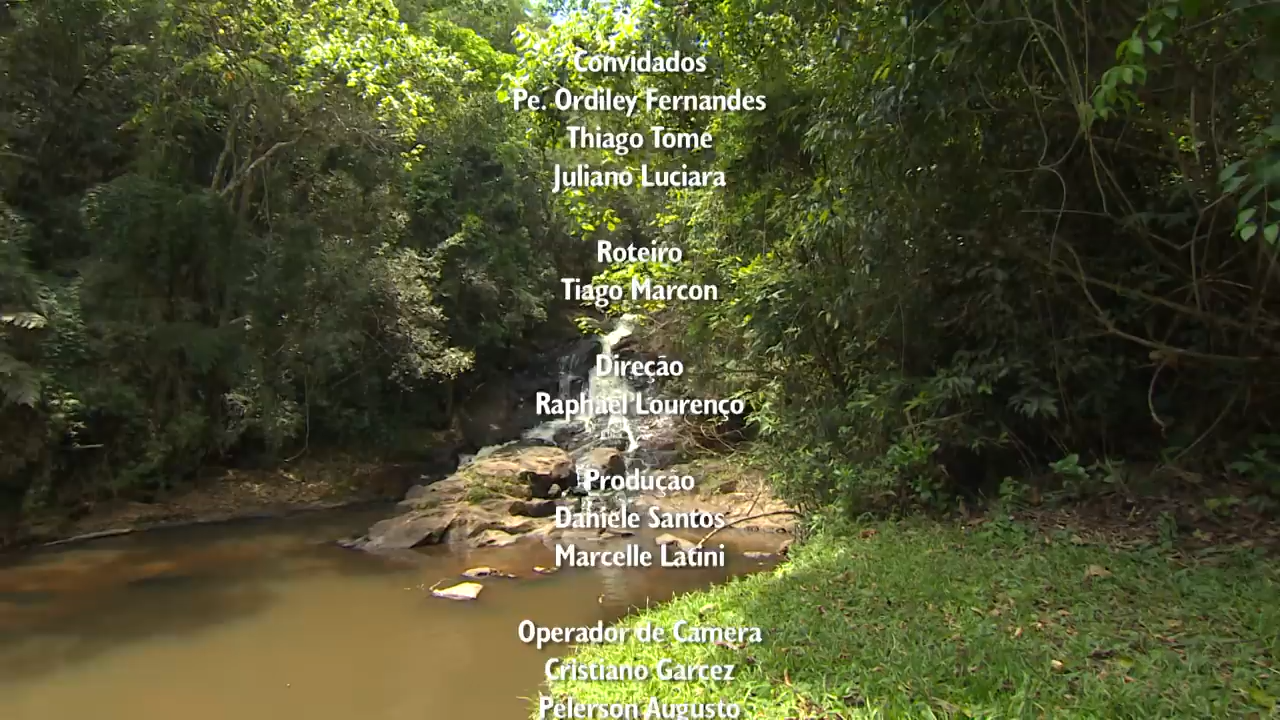 Convidados
Pe. Ordiley Fernandes
Thiago Tomé
Juliano Luciara
Roteiro
Tiago Marcon
Direção
Raphael Lourenço
Produção
Daniele Santos
Marcelle Latini
Operador de Camera
Cristiano Garcez
Pelerson Augusto